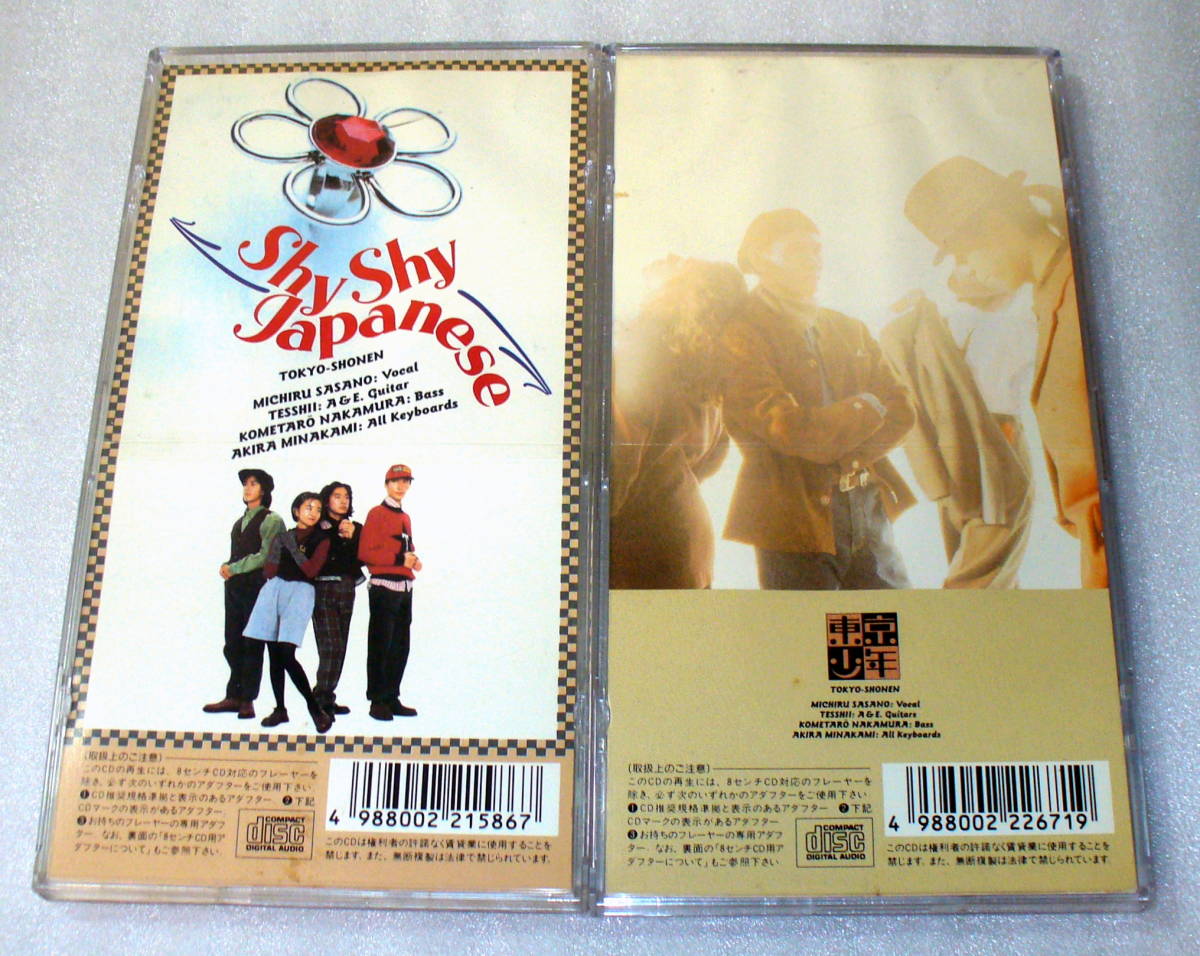 Shy Shy
Japanese
TOKYO-SHONEN
MICHIRU SASANO: Vocal
TESSHII: A & E. Guitar
KOMETARŌ NAKAMURA: Bass
AKIRA MINAKAMI: All Keyboards
(取扱上のご注意)
このCDの再生には、8センチCD対応のプレーヤーを
除き、必ず次のいずれかのアダプターをご使用下さい
❶CD推奨規格準拠と表示のあるアダプター ❷下記
CDマークの表示があるアダプター
❸お持ちのプレーヤーの専用アダプ
ター なお、裏面の「8センチCD用ア
ダプターについて」もご参照下さい.
COMPACT
disc
DIGITAL AUDIO
4 988002 215867
このCDは権利者の許諾なく賃貸業に使用することを
禁じます. また、無断複製は法律で禁じられています.
東京
少年
TOKYO-SHONEN
MICHIRU SASANO: Vocal
TESSHII: A & E. Guitars
KOMETARŌ NAKAMURA: Bass
AKIRA MINAKAMI: All Keyboards
(取扱上のご注意)
このCDの再生には、8センチCD対応のプレーヤーを
除き、必ず次のいずれかのアダプターをご使用下さい
❶CD推奨規格準拠と表示のあるアダプター ❷下記
CDマークの表示があるアダプター
❸お持ちのプレーヤーの専用アダプ
ター なお、裏面の「8センチCD用ア
ダプターについて」もご参照下さい.
COMPACT
disc
DIGITAL AUDIO
4 988002 226719
このCDは権利者の許諾なく賃貸業に使用することを
禁じます. また、無断複製は法律で禁じられています.